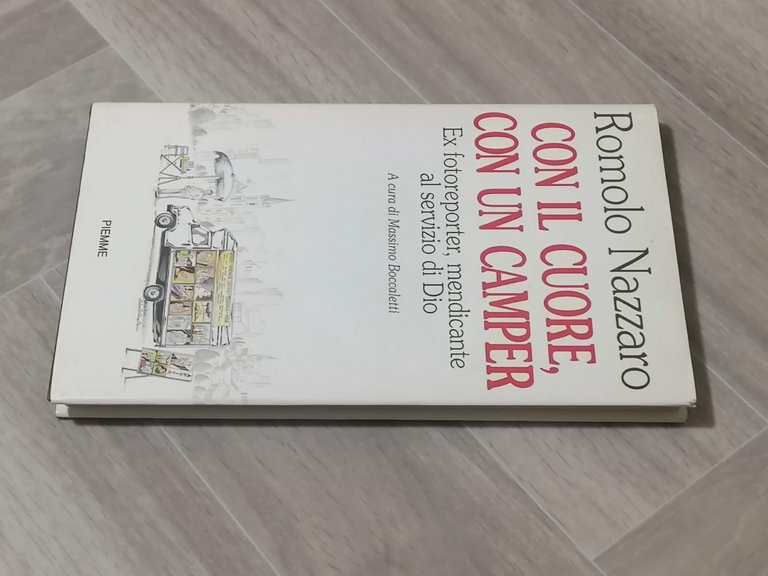 Romolo Nazzaro
CON IL CUORE,
CON UN CAMPER
Ex fotoreporter, mendicante
al servizio di Dio
A cura di Massimo Boccaletti
PIEMME